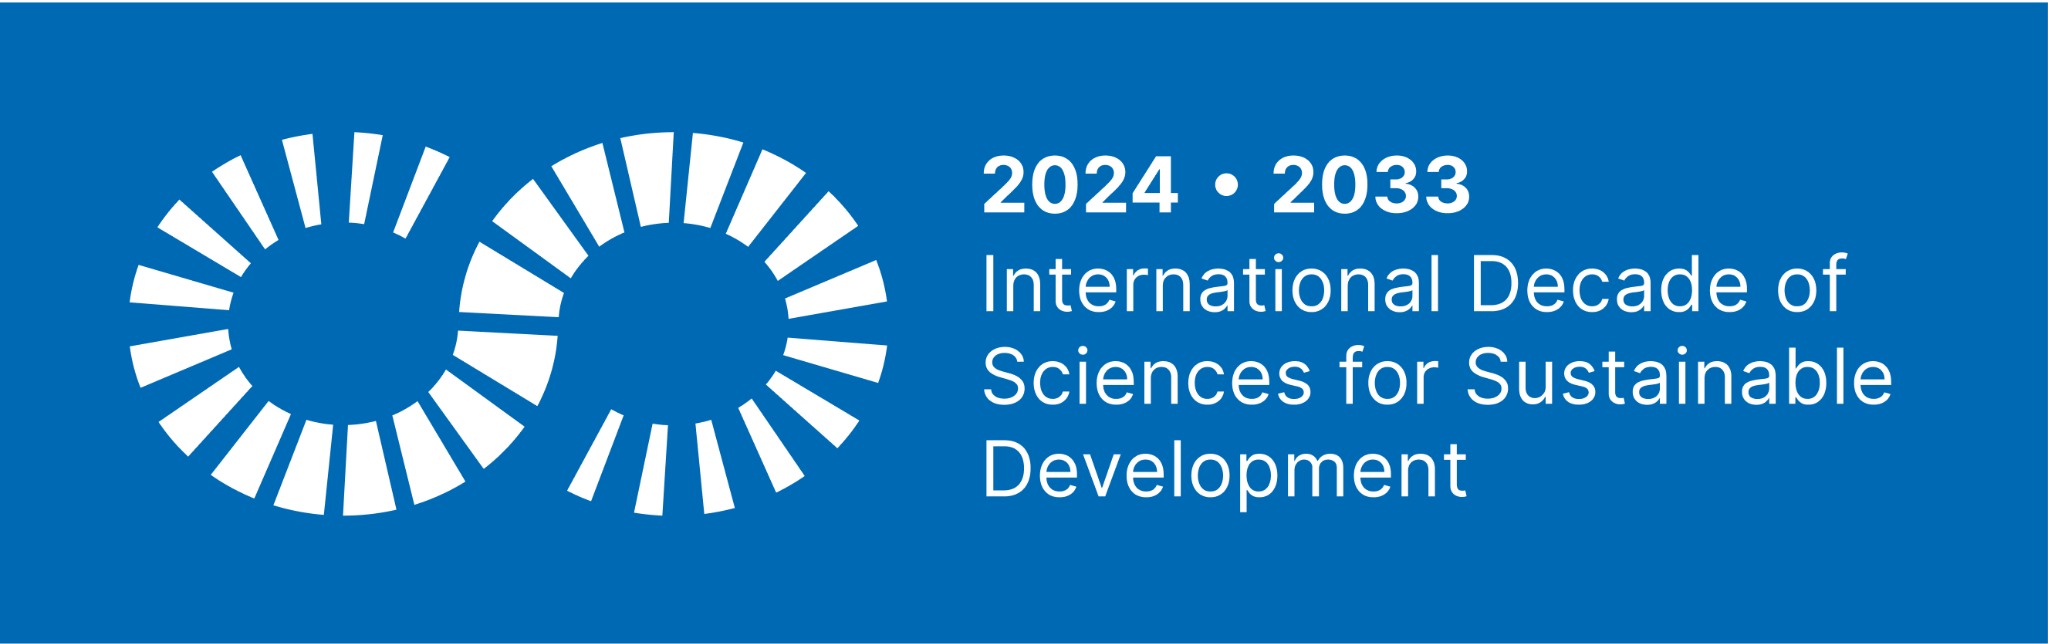 2024 • 2033
International Decade of
Sciences for Sustainable
Development